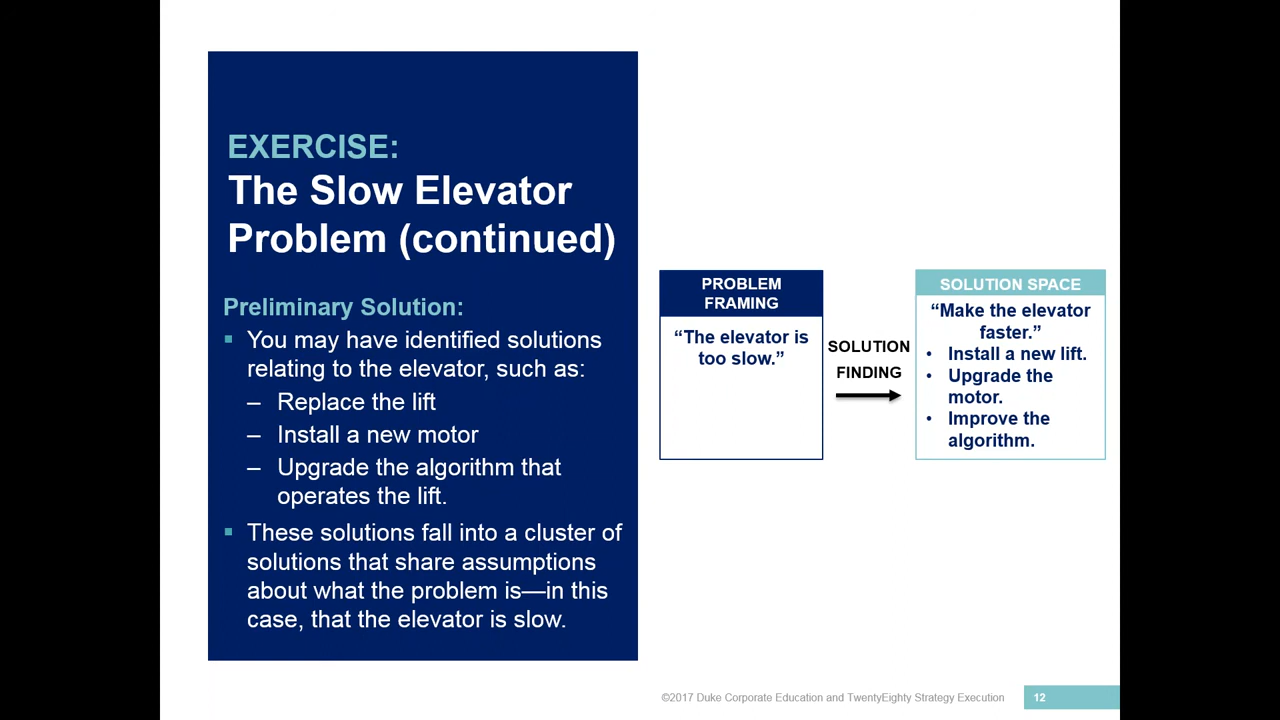 EXERCISE:
The Slow Elevator
Problem (continued)
Preliminary Solution:
▪ You may have identified solutions
relating to the elevator, such as:
– Replace the lift
– Install a new motor
– Upgrade the algorithm that
operates the lift.
▪ These solutions fall into a cluster of
solutions that share assumptions
about what the problem is—in this
case, that the elevator is slow.
PROBLEM
FRAMING
“The elevator is
too slow.”
SOLUTION
FINDING
SOLUTION SPACE
“Make the elevator
faster.”
• Install a new lift.
• Upgrade the
motor.
• Improve the
algorithm.
©2017 Duke Corporate Education and TwentyEighty Strategy Execution
12